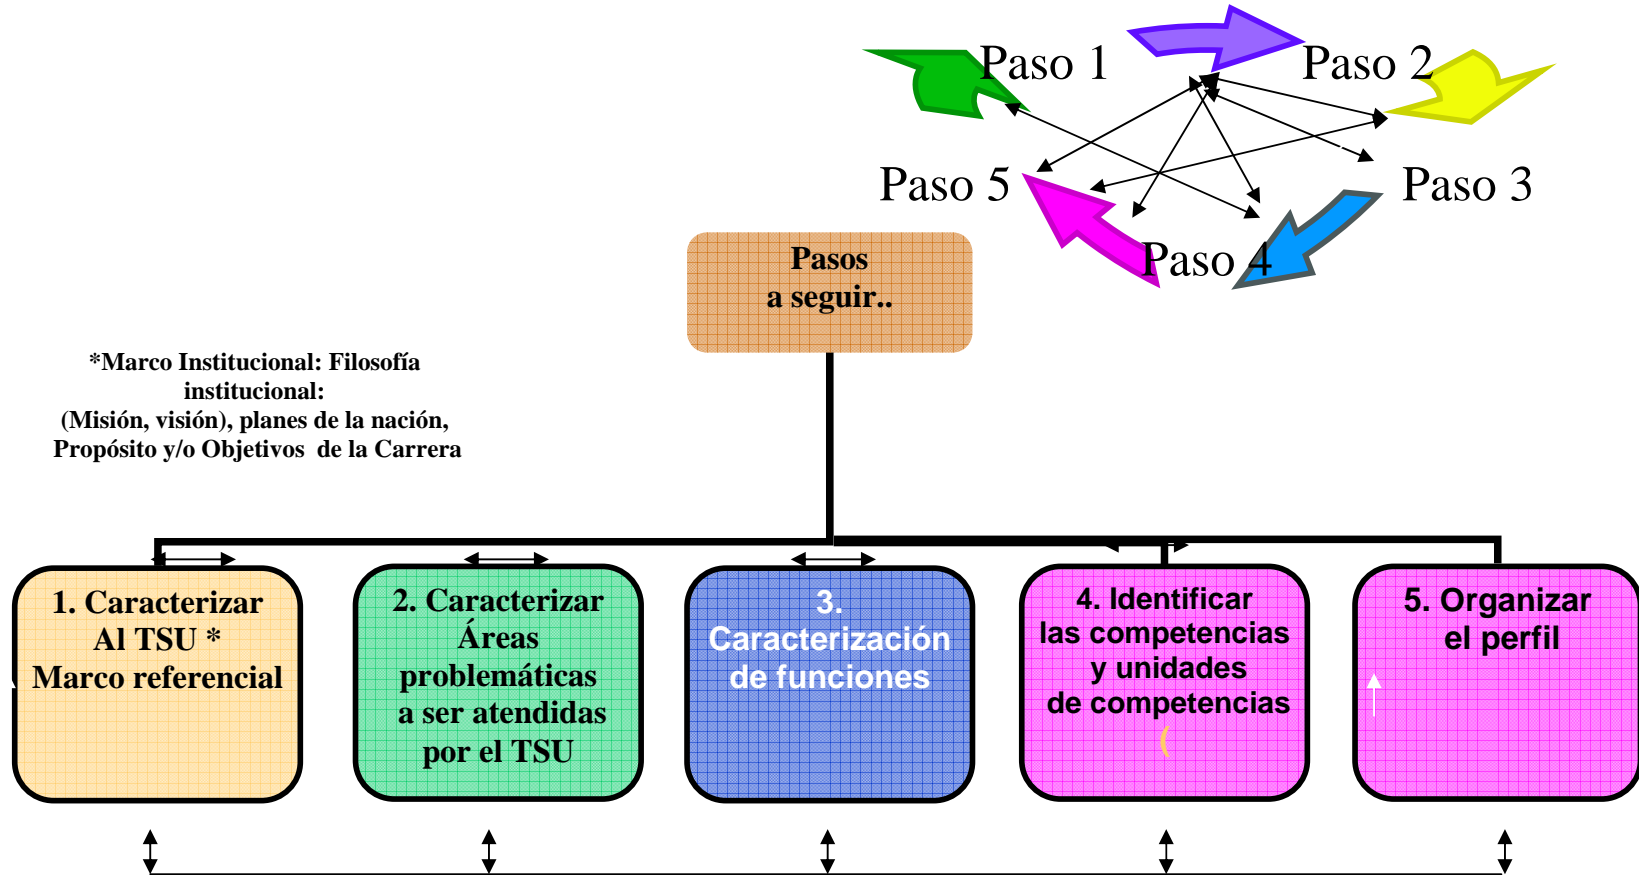 Paso 1
Paso 2
Paso 5
Paso 3
Paso 4
Pasos
a seguir..
*Marco Institucional: Filosofía
institucional:
(Misión, visión), planes de la nación,
Propósito y/o Objetivos de la Carrera
1. Caracterizar
Al TSU *
Marco referencial
2. Caracterizar
Áreas
problemáticas
a ser atendidas
por el TSU
3.
Caracterización
de funciones
4. Identificar
las competencias
y unidades
de competencias
(
5. Organizar
el perfil